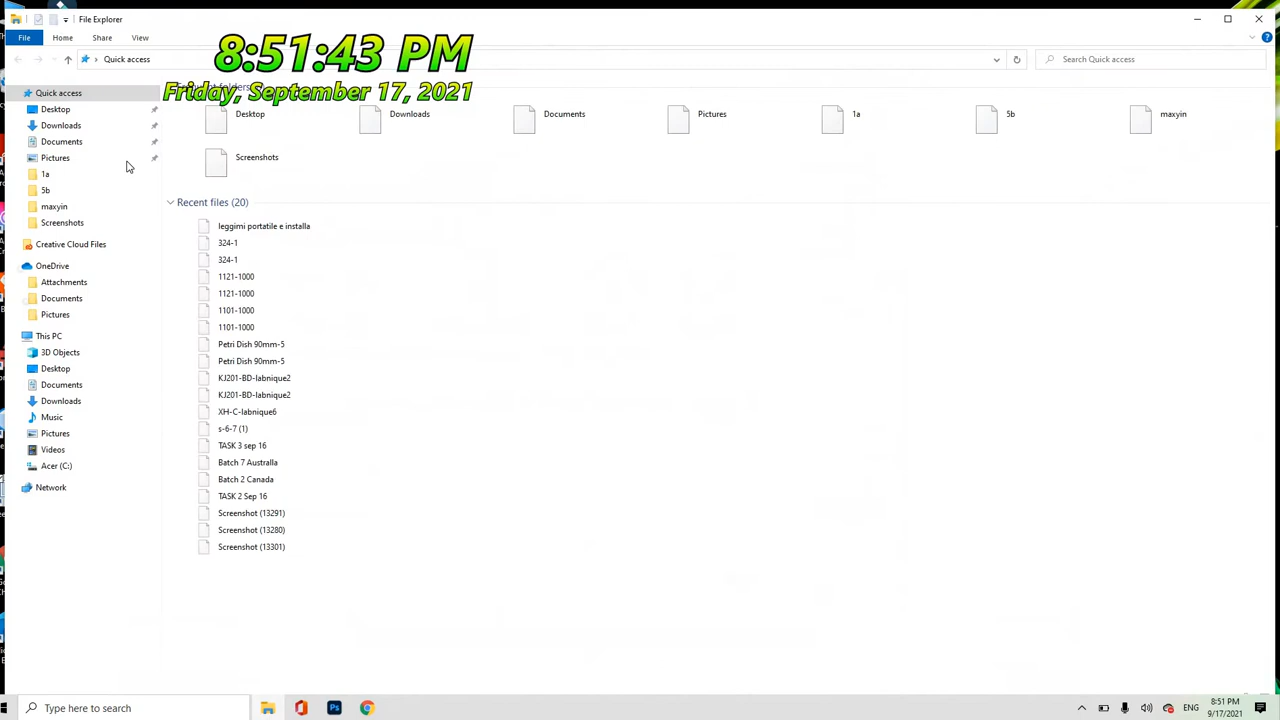 File Explorer
File Home Share View
8:51:43 PM
Quick access
Search Quick access
Friday, September 17, 2021
Quick access
Desktop
Downloads
Documents
Pictures
1a
5b
maxyin
Screenshots
Creative Cloud Files
OneDrive
Attachments
Documents
Pictures
This PC
3D Objects
Desktop
Documents
Downloads
Music
Pictures
Videos
Acer (C:)
Network
Desktop Downloads Documents Pictures 1a 5b maxyin
Screenshots
Recent files (20)
leggimi portatile e installa
324-1
324-1
1121-1000
1121-1000
1101-1000
1101-1000
Petri Dish 90mm-5
Petri Dish 90mm-5
KJ201-BD-labnique2
KJ201-BD-labnique2
XH-C-labnique6
s-6-7 (1)
TASK 3 sep 16
Batch 7 Australla
Batch 2 Canada
TASK 2 Sep 16
Screenshot (13291)
Screenshot (13280)
Screenshot (13301)
Type here to search
Ps
ENG
8:51 PM
9/17/2021